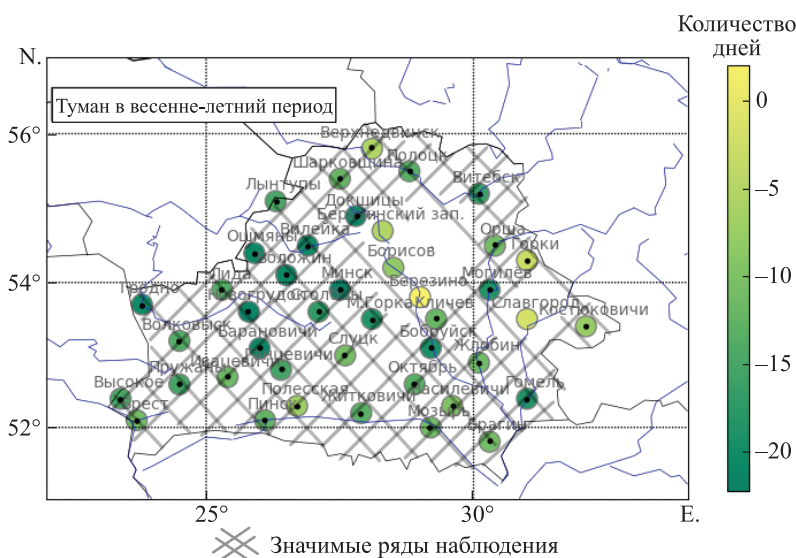 Количество
дней
N.
Туман в весенне-летний период
0
56°
Верхнедвинск
Полоцк
Шарковщина
Витебск
Лынтупы
−5
Докшицы
Березинский зап.
Вилейка
Орша
Ошмяны
Горки
Борисов
Воложин
54°
Лида
Минск
Березино
Могилев
−10
Гродно
Новогрудок
Столбцы
М.Горка
Кличев
Славгород
Костюковичи
Волковыск
Барановичи
Слуцк
Бобруйск
Жлобин
−15
Пружаны
Ивацевичи
Ганцевичи
Октябрь
Высокое
Полесская
Житковичи
Василевичи
Гомель
Брест
Пинск
Мозырь
Брагин
52°
−20
25°
30°
E.
Значимые ряды наблюдения